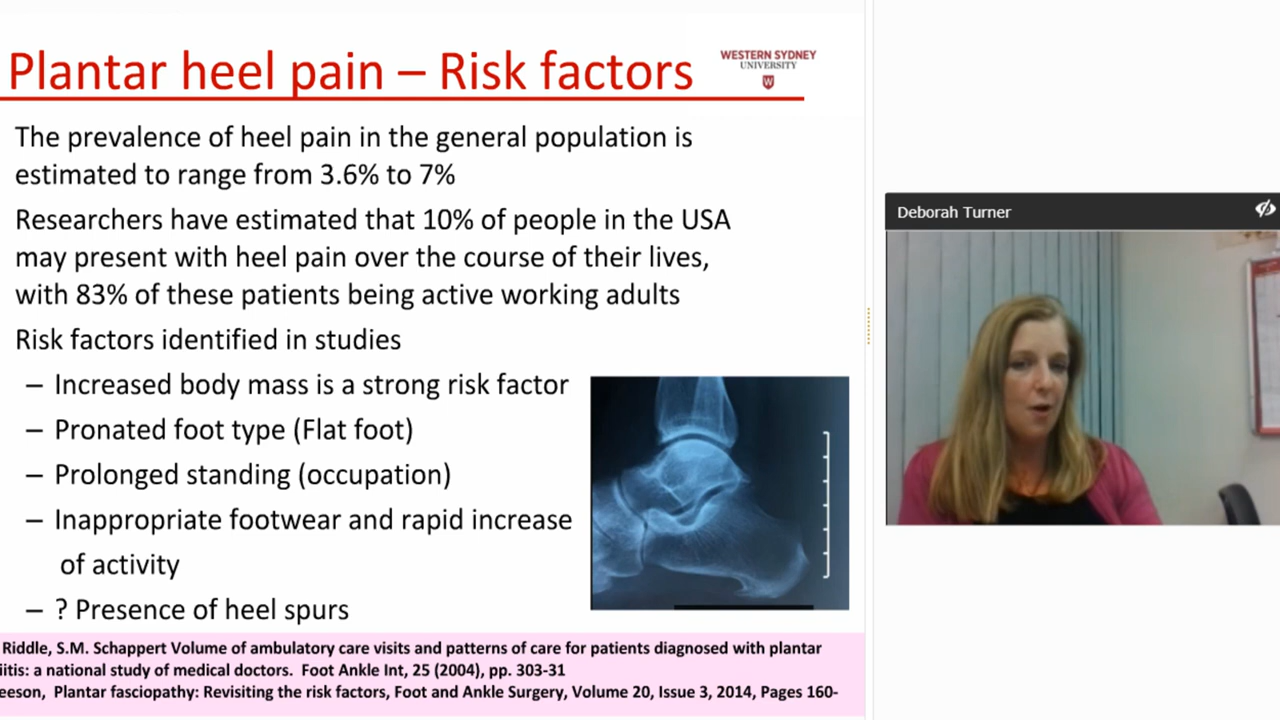 Plantar heel pain – Risk factors
WESTERN SYDNEY
UNIVERSITY
W
The prevalence of heel pain in the general population is
estimated to range from 3.6% to 7%
Researchers have estimated that 10% of people in the USA
may present with heel pain over the course of their lives,
with 83% of these patients being active working adults
Risk factors identified in studies
– Increased body mass is a strong risk factor
– Pronated foot type (Flat foot)
– Prolonged standing (occupation)
– Inappropriate footwear and rapid increase
of activity
– ? Presence of heel spurs
Riddle, S.M. Schappert Volume of ambulatory care visits and patterns of care for patients diagnosed with plantar
iitis: a national study of medical doctors. Foot Ankle Int, 25 (2004), pp. 303-31
eeson, Plantar fasciopathy: Revisiting the risk factors, Foot and Ankle Surgery, Volume 20, Issue 3, 2014, Pages 160-
Deborah Turner